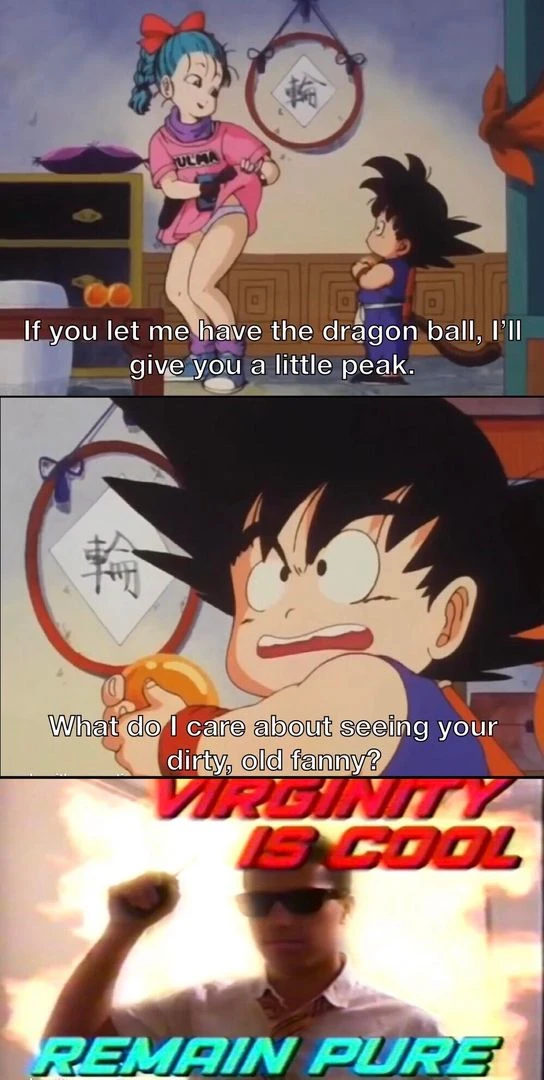 輪
ULMA
If you let me have the dragon ball, I'll
give you a little peak.
輪
What do I care about seeing your
dirty, old fanny?
VIRGINITY
IS COOL
REMAIN PURE